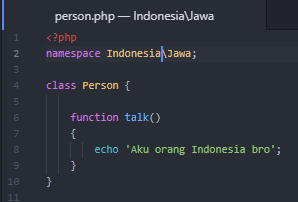 person.php — Indonesia\Jawa
1 <?php
2 namespace Indonesia\Jawa;
3
4 class Person {
5
6 function talk()
7 {
8 echo 'Aku orang Indonesia bro';
9 }
10 }
11